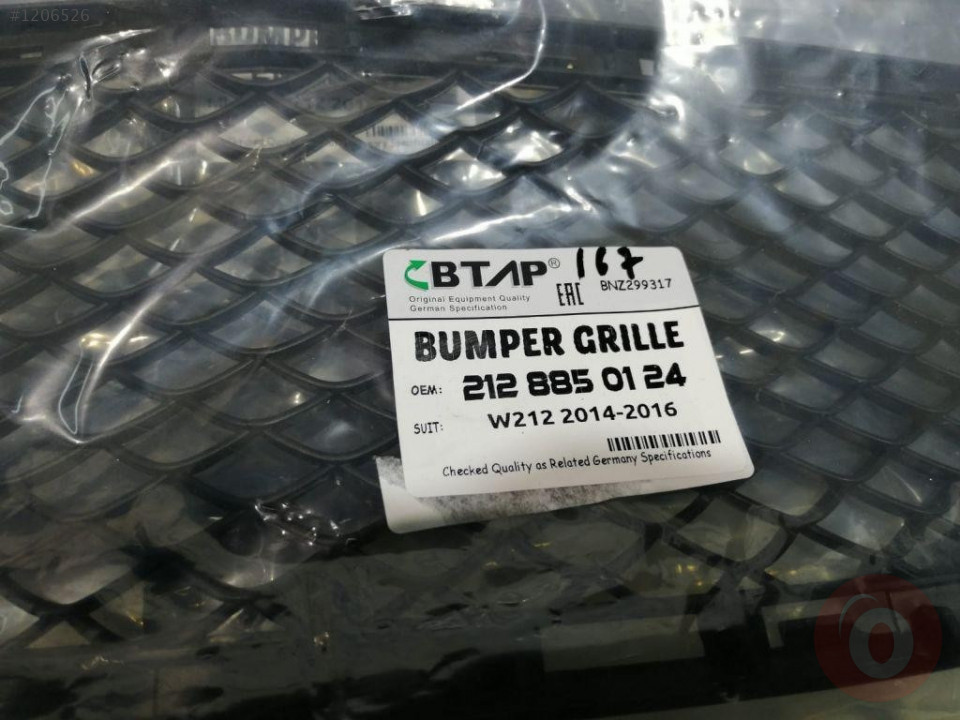 #1206526
BTAP®
167
Original Equipment Quality
German Specification
EAC
BNZ299317
BUMPER GRILLE
OEM: 212 885 01 24
SUIT: W212 2014-2016
Checked Quality as Related Germany Specifications